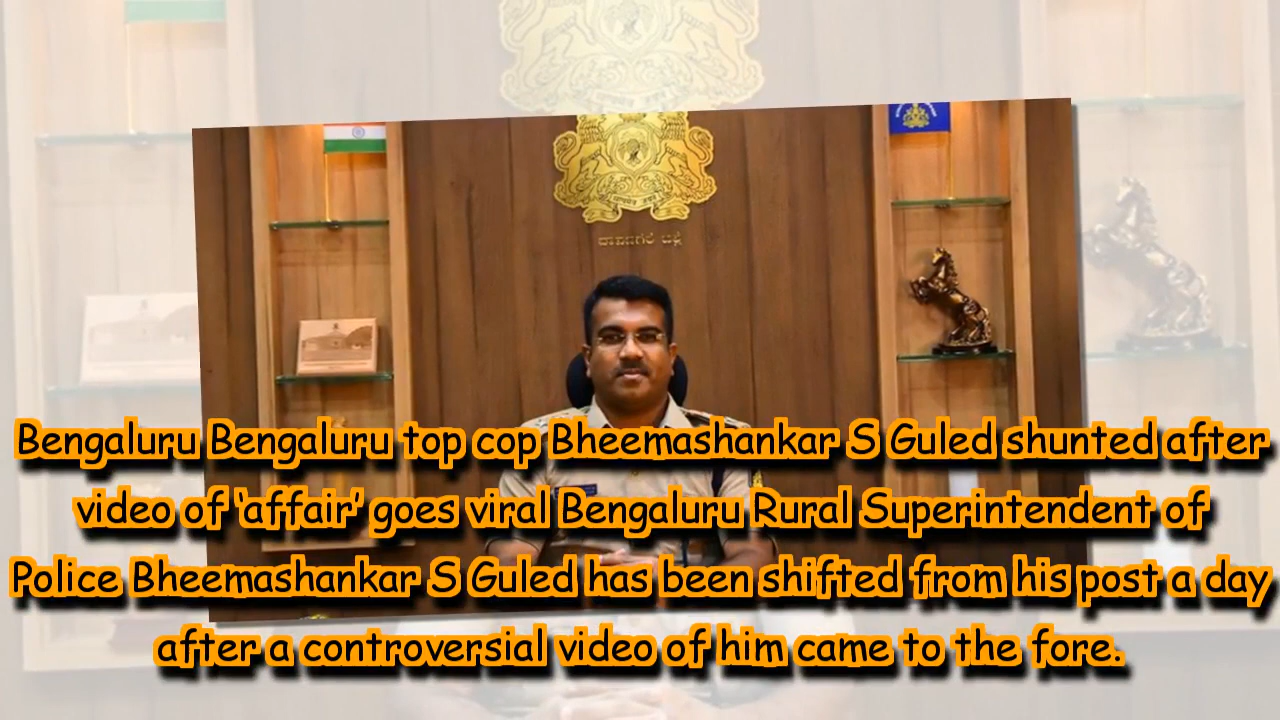 ದಾವಣಗೆರೆ ಜಿಲ್ಲೆ
Bengaluru Bengaluru top cop Bheemashankar S Guled shunted after
video of ‘affair’ goes viral Bengaluru Rural Superintendent of
Police Bheemashankar S Guled has been shifted from his post a day
after a controversial video of him came to the fore.